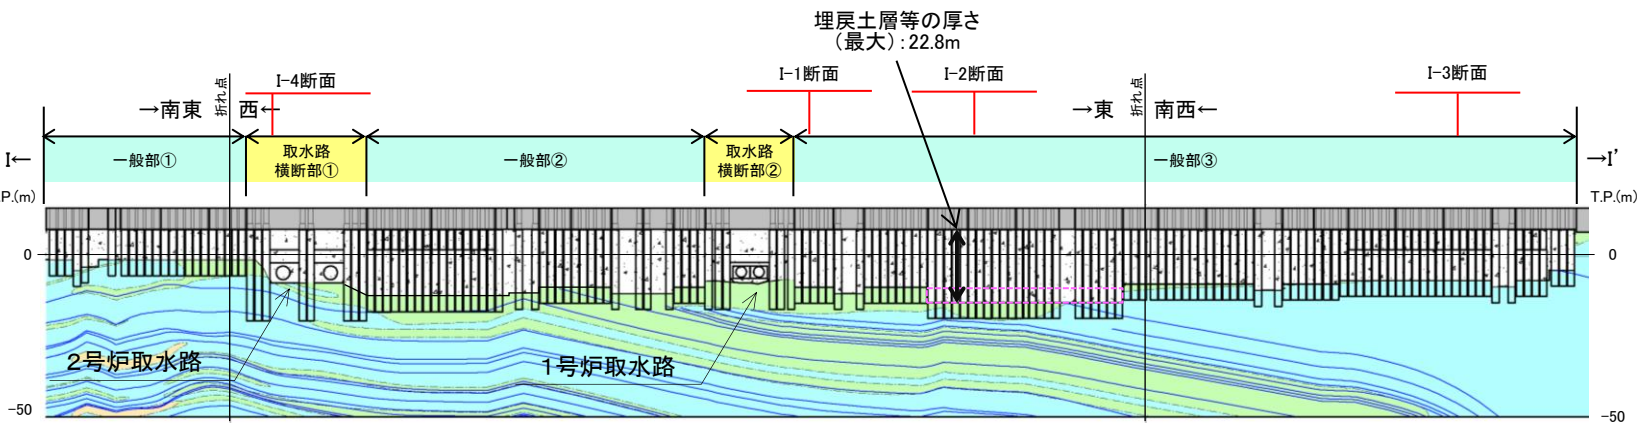 埋戻土層等の厚さ
（最大）：22.8m
I-4断面
I-1断面
I-2断面
I-3断面
→南東
折れ点
西←
→東
折れ点
南西←
I←
一般部①
取水路
横断部①
一般部②
取水路
横断部②
一般部③
→I’
.P.(m)
T.P.(m)
0
0
2号炉取水路
1号炉取水路
-50
-50